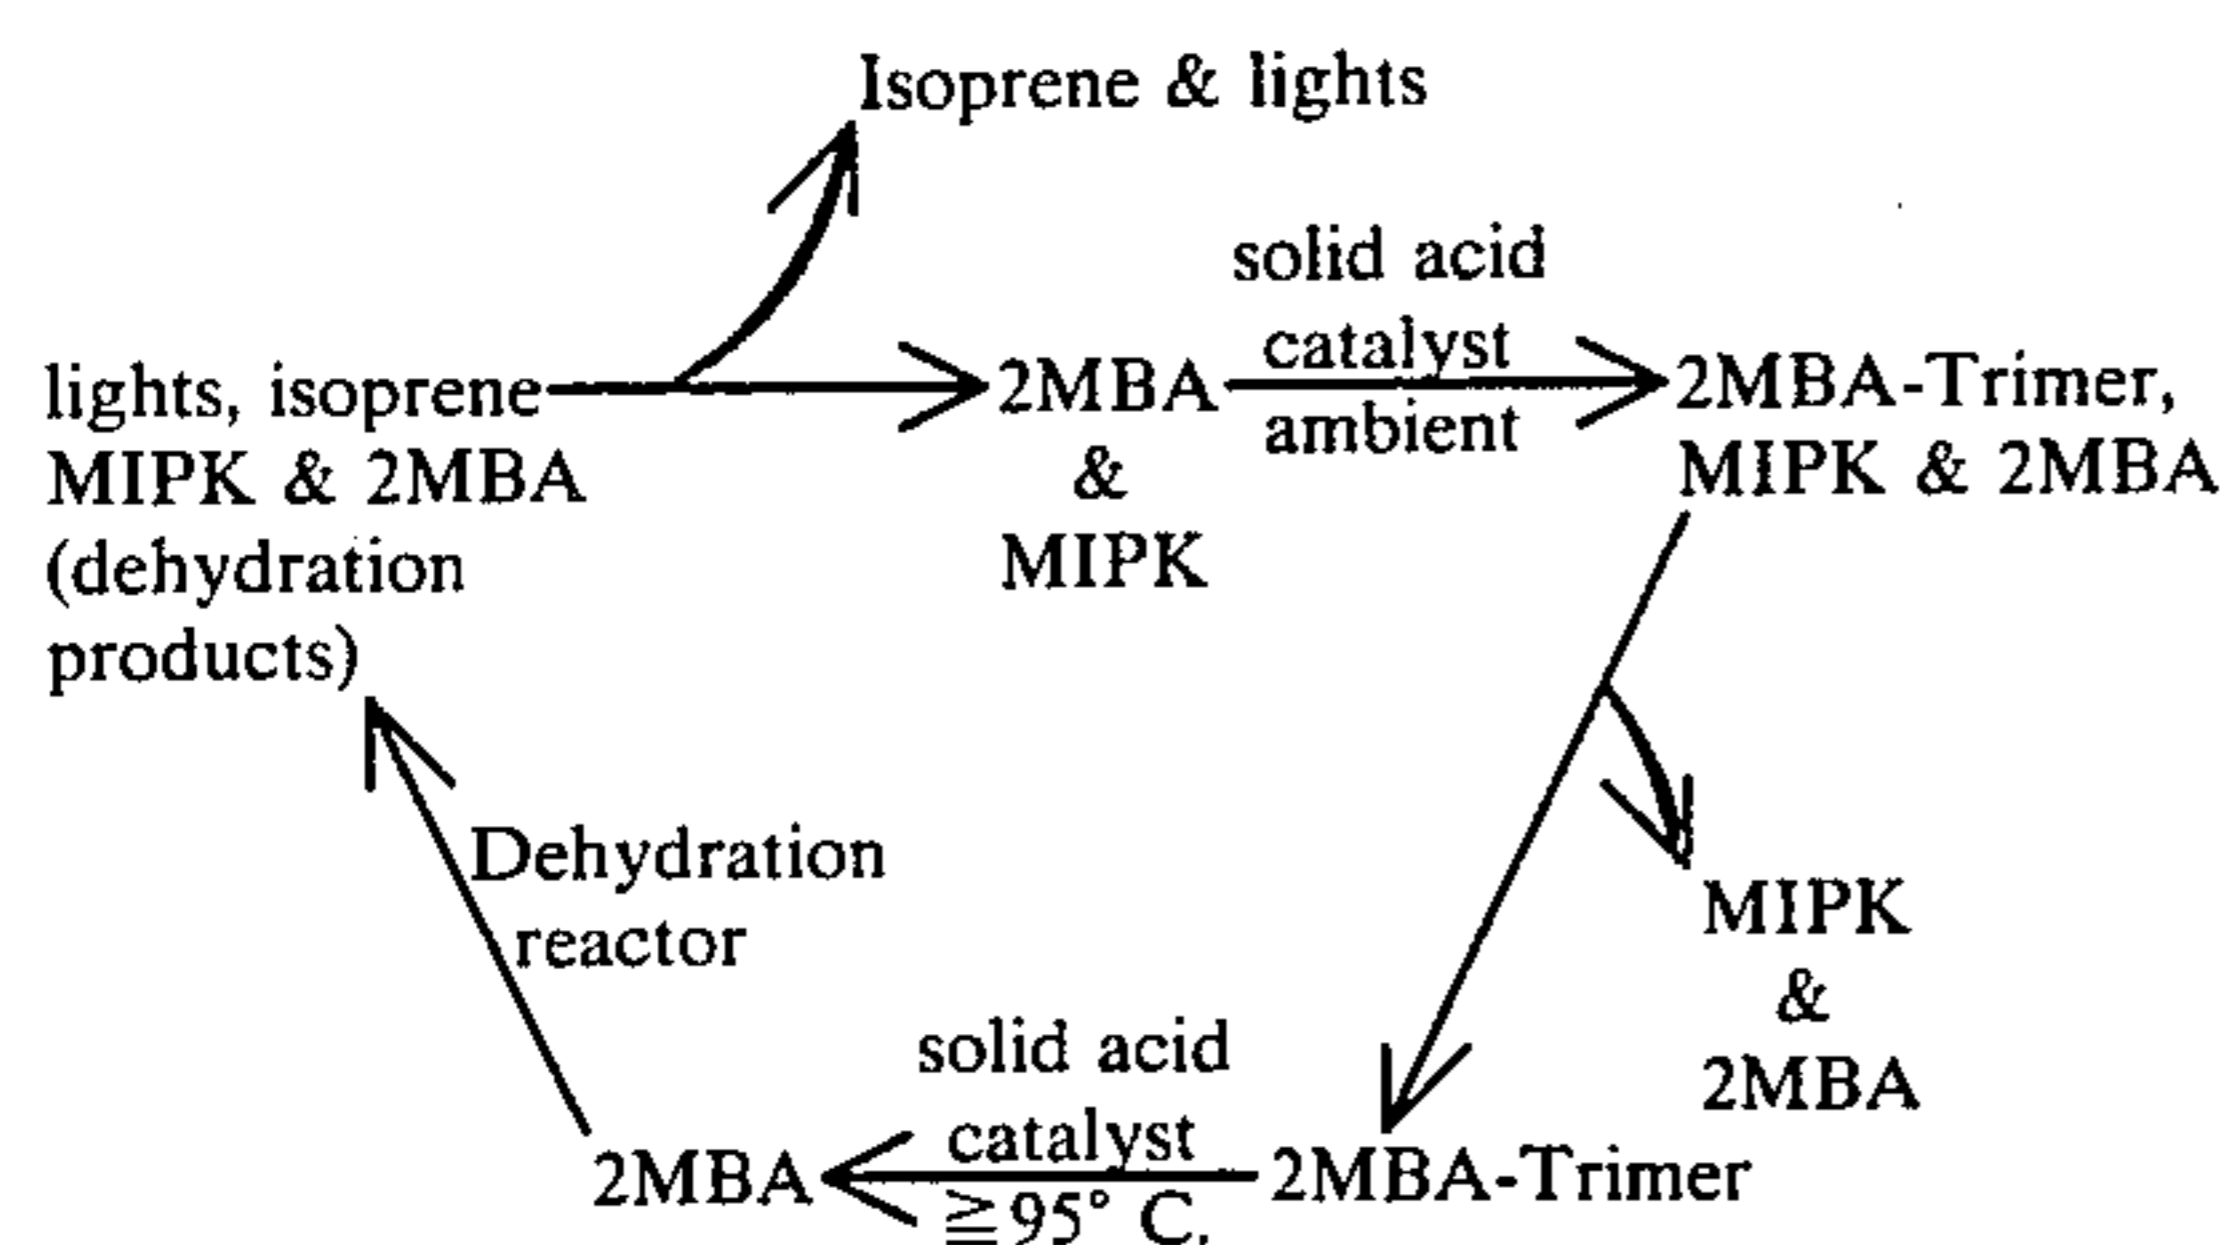 Isoprene & lights
solid acid
catalyst
ambient
lights, isoprene
MIPK & 2MBA
(dehydration
products)
2MBA
&
MIPK
2MBA-Trimer,
MIPK & 2MBA
MIPK
&
2MBA
Dehydration
reactor
solid acid
catalyst
≧95° C.
2MBA
2MBA-Trimer